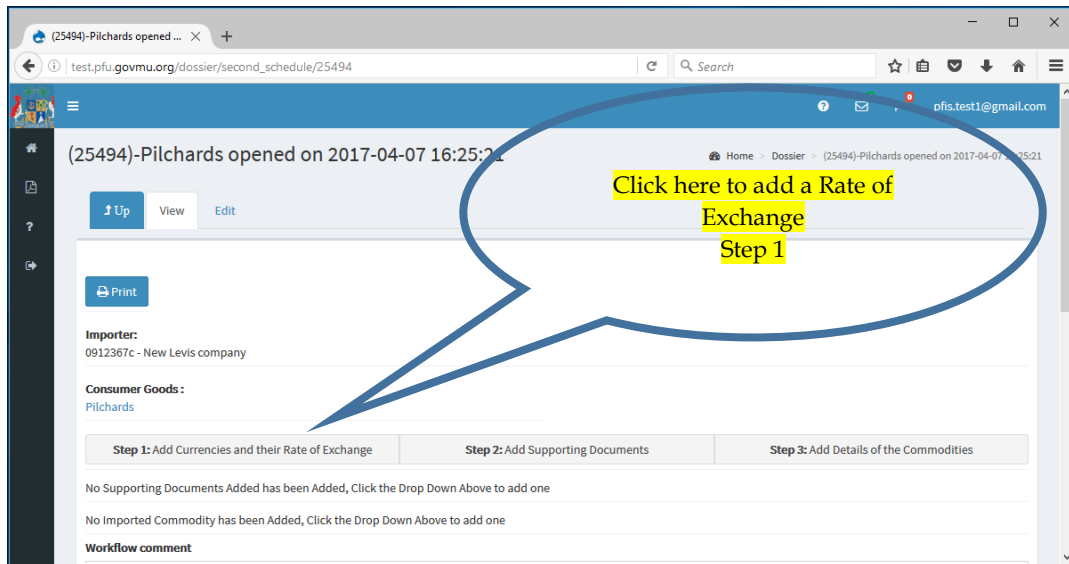 (25494)-Pilchards opened ...
test.pfu.govmu.org/dossier/second_schedule/25494
Search
pfis.test1@gmail.com
(25494)-Pilchards opened on 2017-04-07 16:25:21
Home > Dossier > (25494)-Pilchards opened on 2017-04-07 16:25:21
Click here to add a Rate of
Exchange
Step 1
Up View Edit
Print
Importer:
0912367c - New Levis company
Consumer Goods :
Pilchards
Step 1: Add Currencies and their Rate of Exchange Step 2: Add Supporting Documents Step 3: Add Details of the Commodities
No Supporting Documents Added has been Added, Click the Drop Down Above to add one
No Imported Commodity has been Added, Click the Drop Down Above to add one
Workflow comment